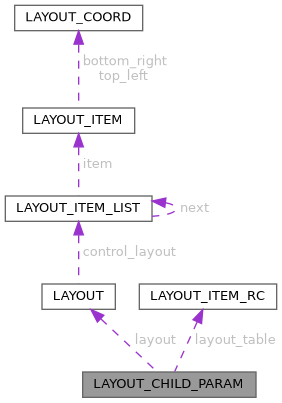 LAYOUT_COORD
bottom_right
top_left
LAYOUT_ITEM
item
LAYOUT_ITEM_LIST
next
control_layout
LAYOUT
LAYOUT_ITEM_RC
layout
layout_table
LAYOUT_CHILD_PARAM